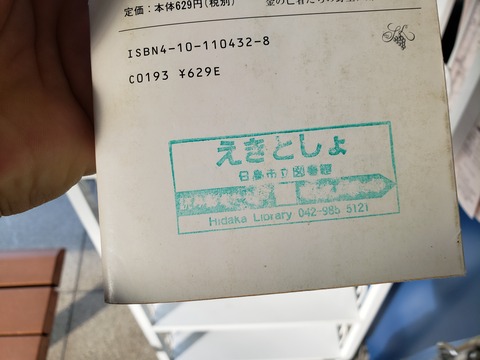 定価:本体629円(税別)
ISBN4-10-110432-8
C0193 ¥629E
えきとしょ
日高市立図書館
Hidaka Library 042-985-5121